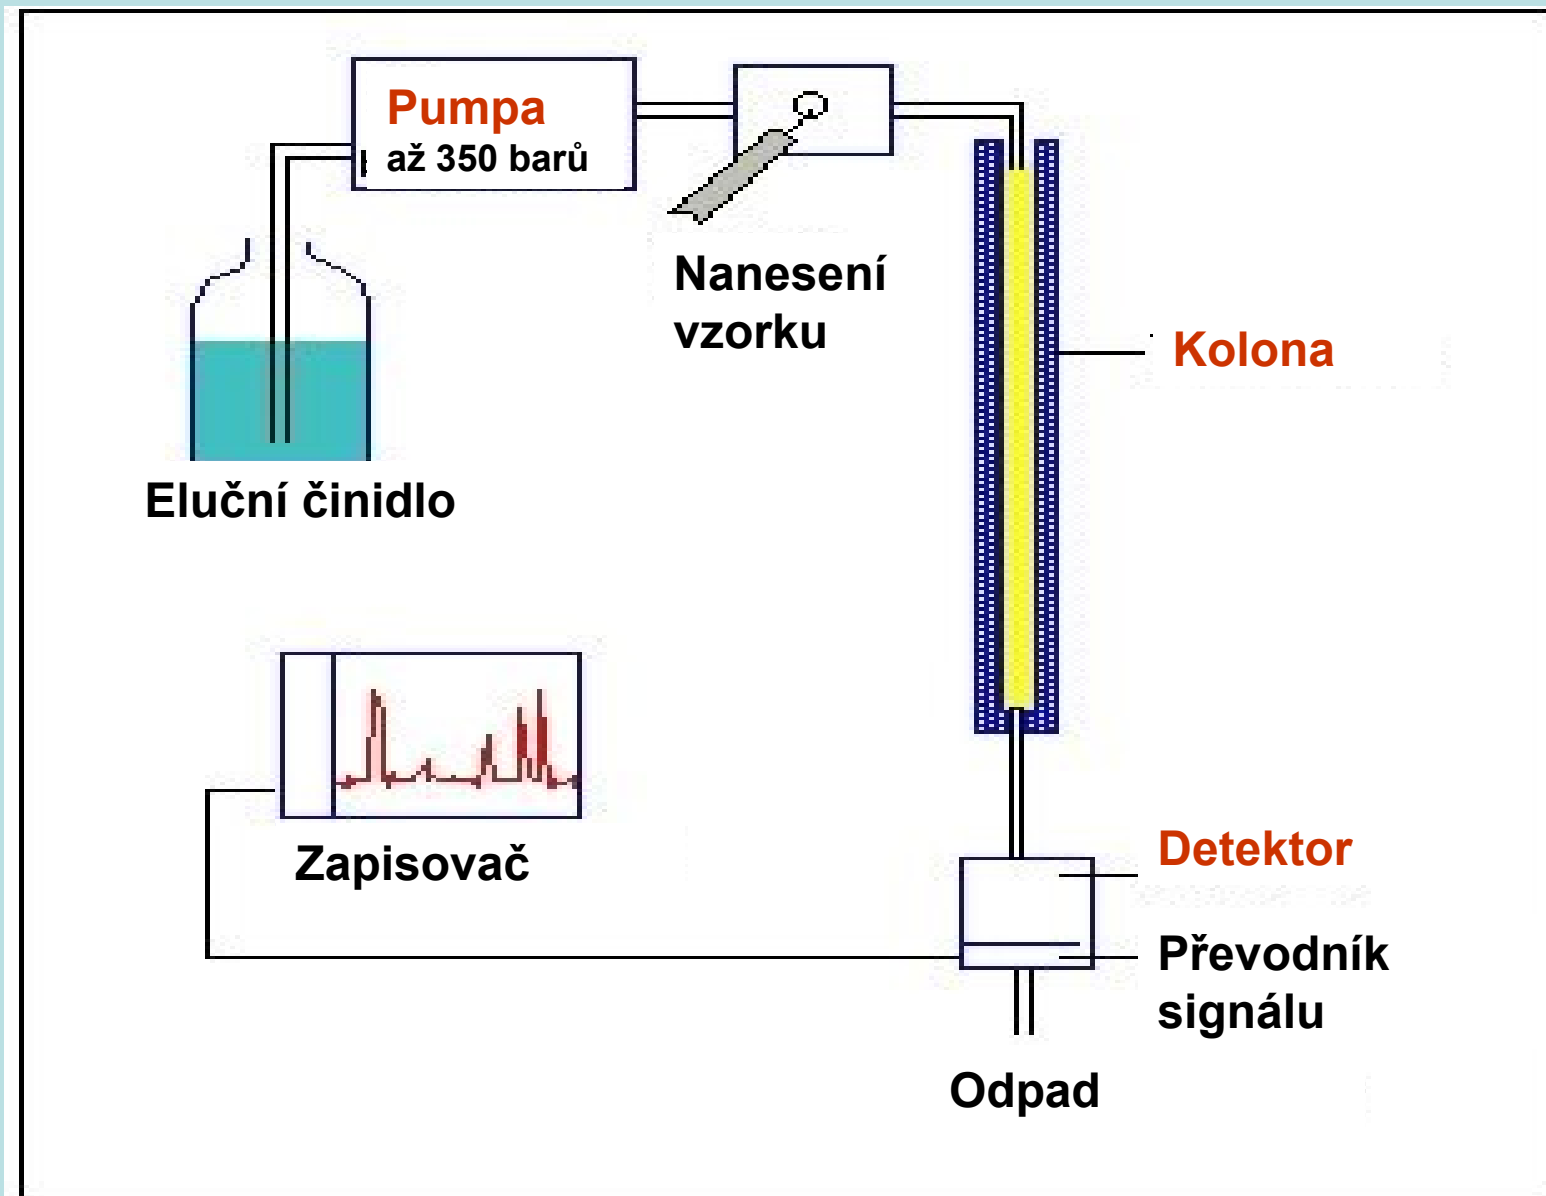 Pumpa
až 350 barů
Nanesení
vzorku
Kolona
Eluční činidlo
Zapisovač
Detektor
Převodník
signálu
Odpad